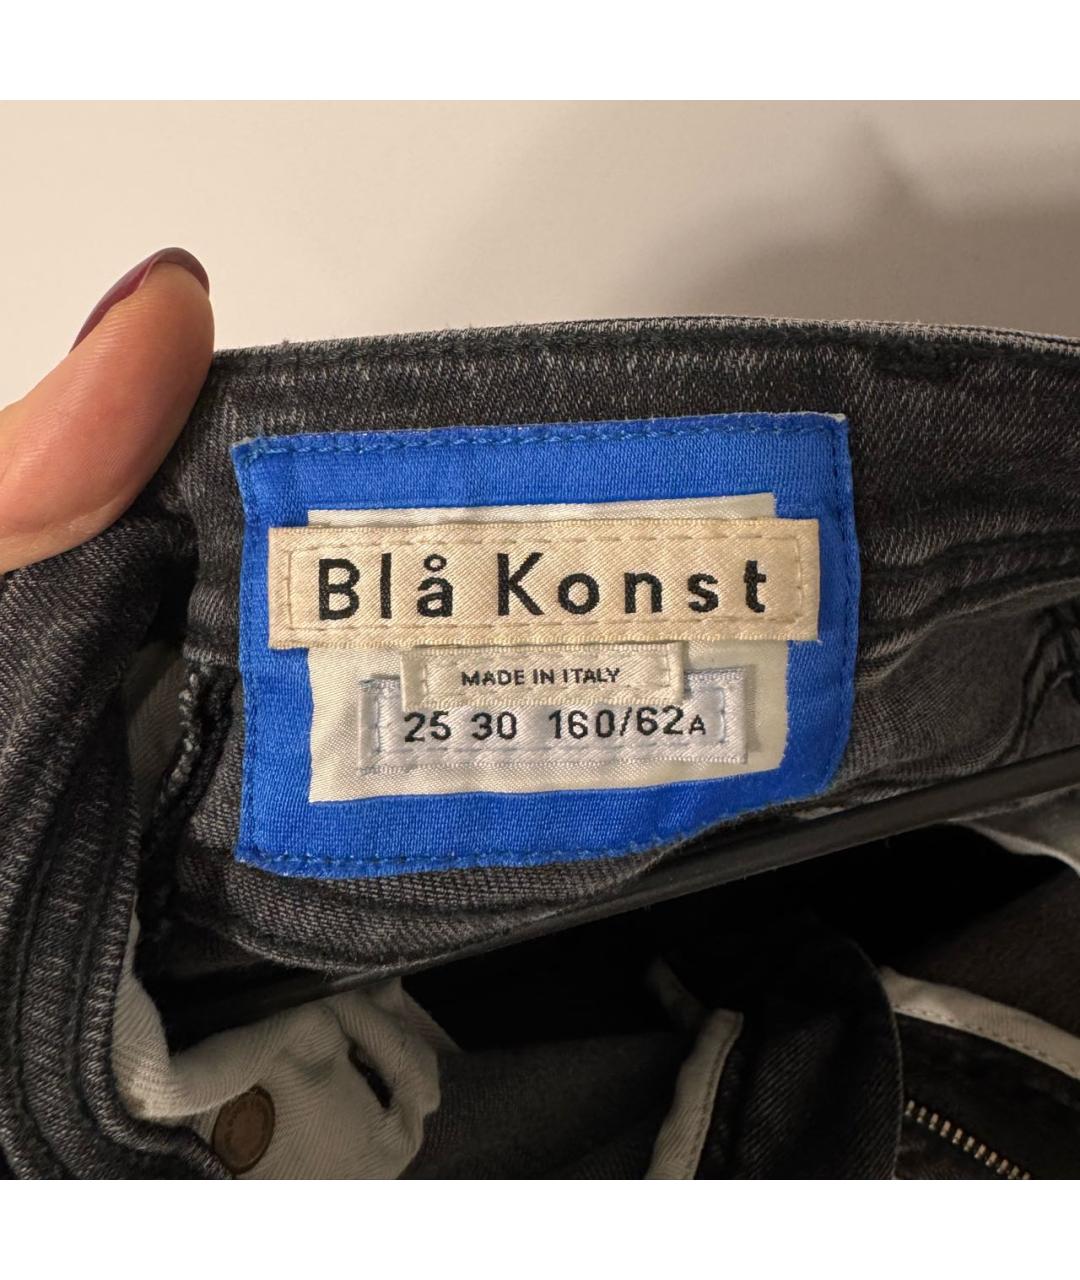 Blå Konst
MADE IN ITALY
25 30 160/62A